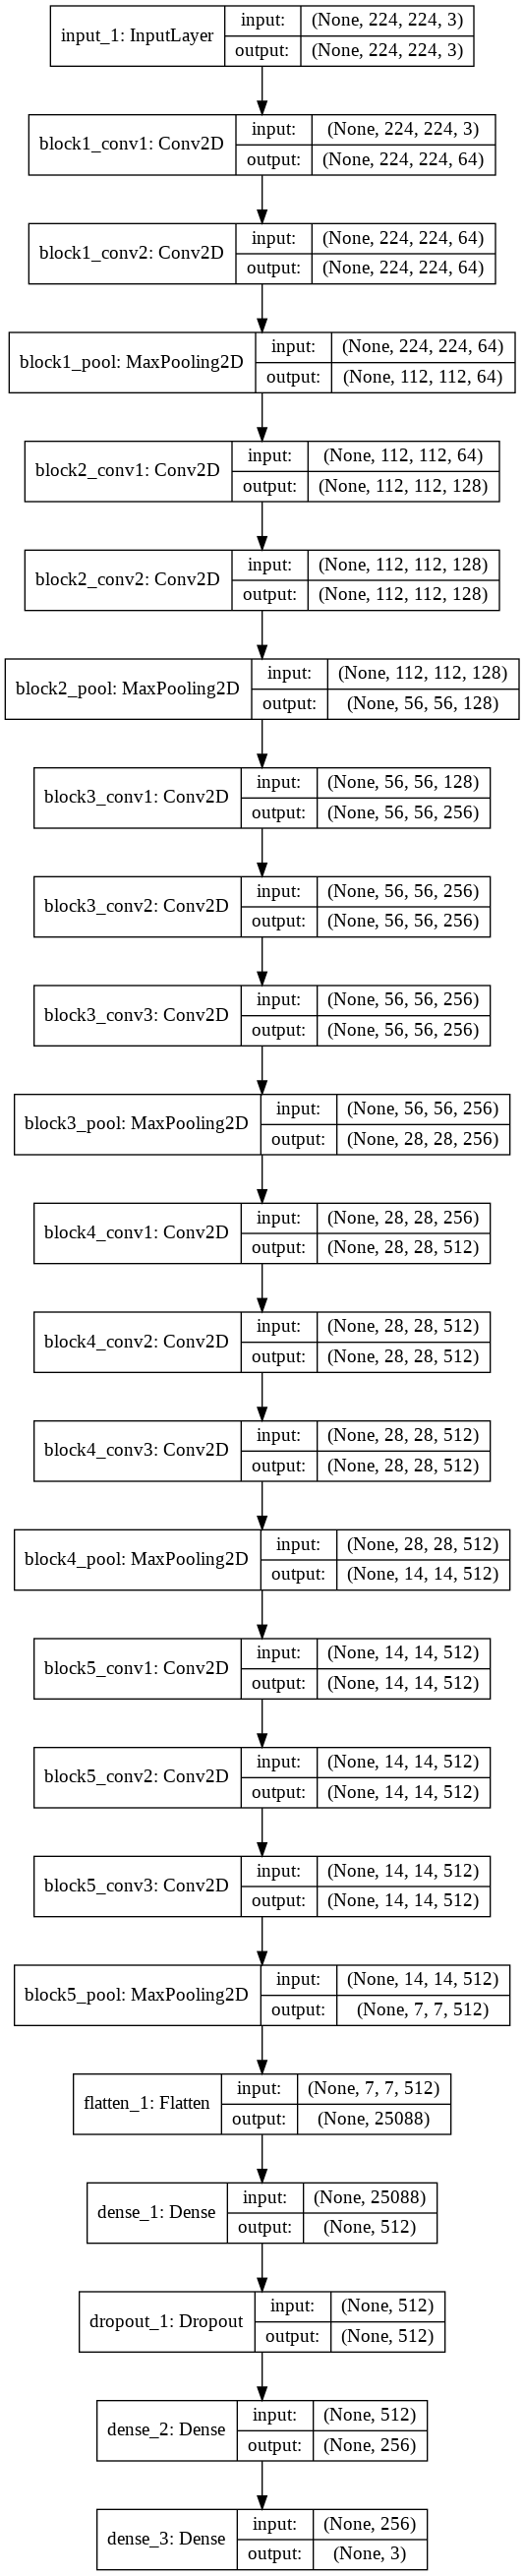 input_1: InputLayer
input: (None, 224, 224, 3)
output: (None, 224, 224, 3)
block1_conv1: Conv2D
input: (None, 224, 224, 3)
output: (None, 224, 224, 64)
block1_conv2: Conv2D
input: (None, 224, 224, 64)
output: (None, 224, 224, 64)
block1_pool: MaxPooling2D
input: (None, 224, 224, 64)
output: (None, 112, 112, 64)
block2_conv1: Conv2D
input: (None, 112, 112, 64)
output: (None, 112, 112, 128)
block2_conv2: Conv2D
input: (None, 112, 112, 128)
output: (None, 112, 112, 128)
block2_pool: MaxPooling2D
input: (None, 112, 112, 128)
output: (None, 56, 56, 128)
block3_conv1: Conv2D
input: (None, 56, 56, 128)
output: (None, 56, 56, 256)
block3_conv2: Conv2D
input: (None, 56, 56, 256)
output: (None, 56, 56, 256)
block3_conv3: Conv2D
input: (None, 56, 56, 256)
output: (None, 56, 56, 256)
block3_pool: MaxPooling2D
input: (None, 56, 56, 256)
output: (None, 28, 28, 256)
block4_conv1: Conv2D
input: (None, 28, 28, 256)
output: (None, 28, 28, 512)
block4_conv2: Conv2D
input: (None, 28, 28, 512)
output: (None, 28, 28, 512)
block4_conv3: Conv2D
input: (None, 28, 28, 512)
output: (None, 28, 28, 512)
block4_pool: MaxPooling2D
input: (None, 28, 28, 512)
output: (None, 14, 14, 512)
block5_conv1: Conv2D
input: (None, 14, 14, 512)
output: (None, 14, 14, 512)
block5_conv2: Conv2D
input: (None, 14, 14, 512)
output: (None, 14, 14, 512)
block5_conv3: Conv2D
input: (None, 14, 14, 512)
output: (None, 14, 14, 512)
block5_pool: MaxPooling2D
input: (None, 14, 14, 512)
output: (None, 7, 7, 512)
flatten_1: Flatten
input: (None, 7, 7, 512)
output: (None, 25088)
dense_1: Dense
input: (None, 25088)
output: (None, 512)
dropout_1: Dropout
input: (None, 512)
output: (None, 512)
dense_2: Dense
input: (None, 512)
output: (None, 256)
dense_3: Dense
input: (None, 256)
output: (None, 3)